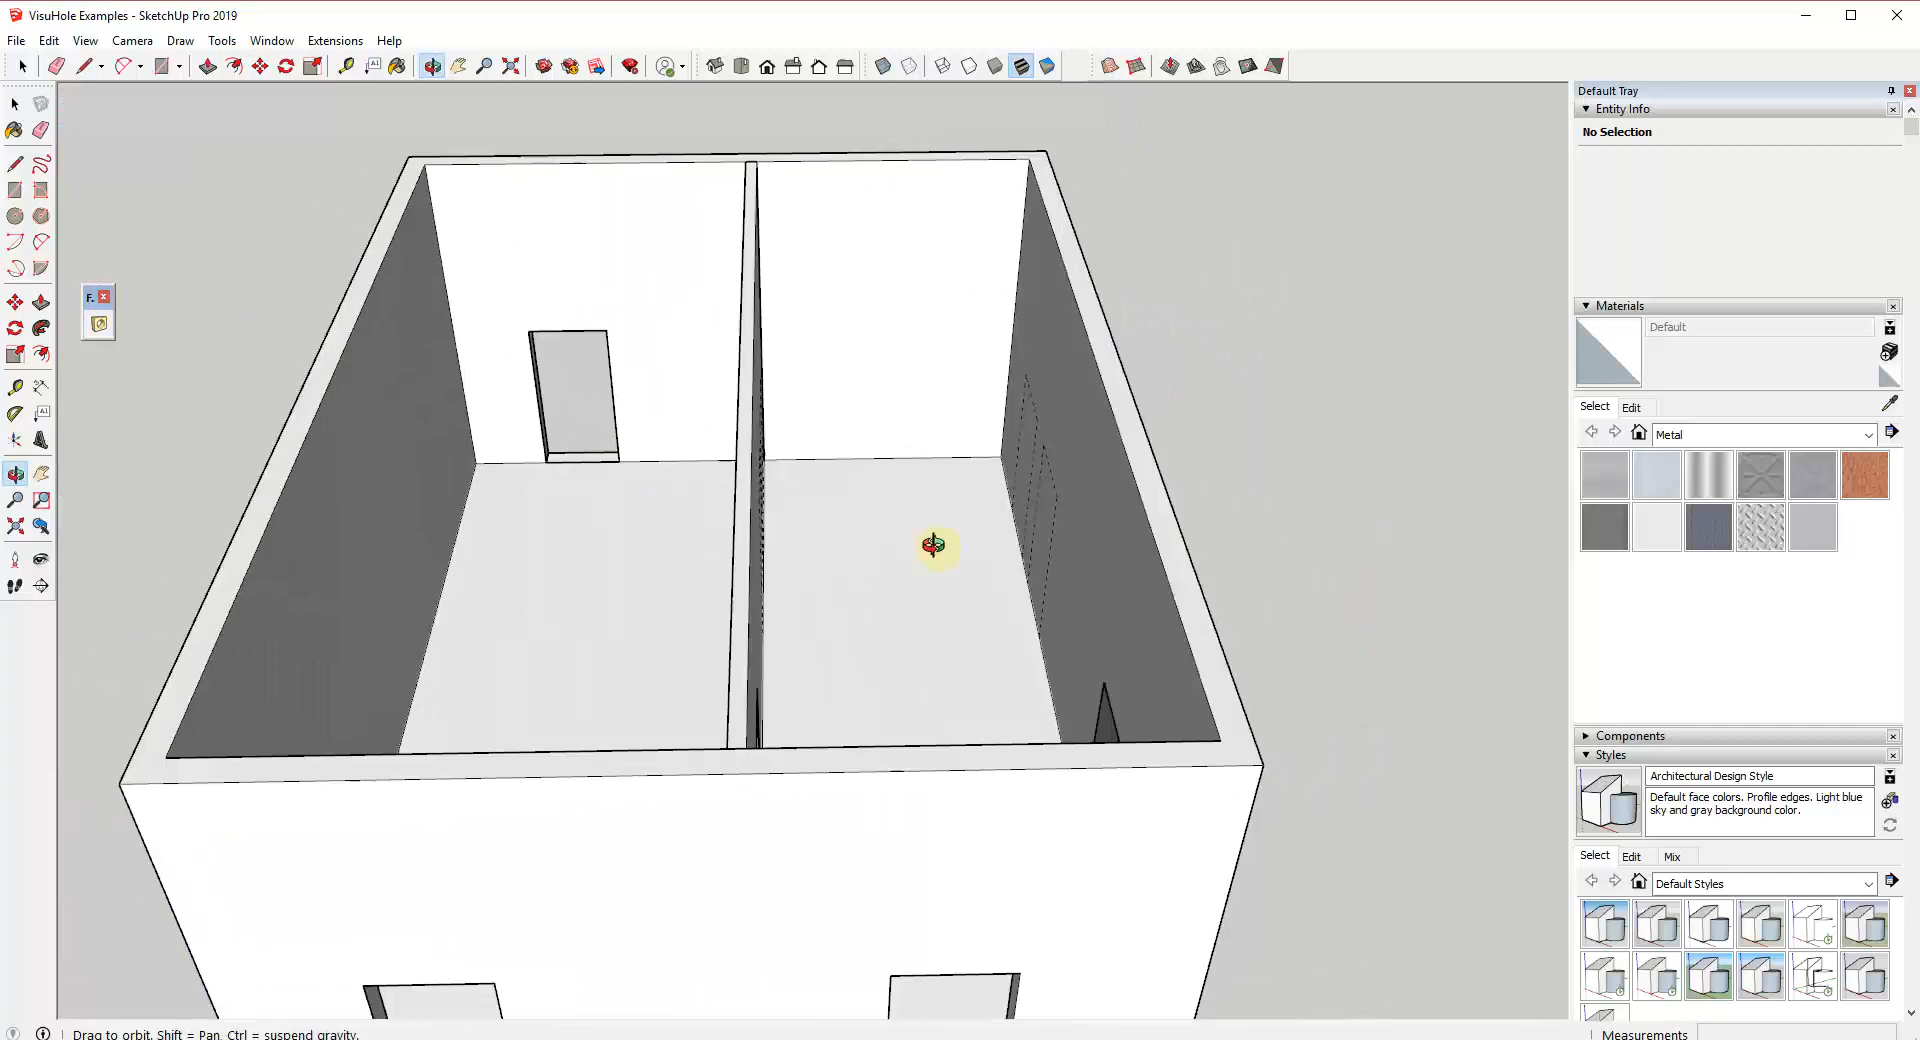 VisuHole Examples - SketchUp Pro 2019
File Edit View Camera Draw Tools Window Extensions Help
Default Tray
Entity Info
No Selection
F.
Materials
Default
Select Edit
Metal
Components
Styles
Architectural Design Style
Default face colors. Profile edges. Light blue
sky and gray background color.
Select Edit Mix
Default Styles
Drag to orbit. Shift = Pan, Ctrl = suspend gravity.
Measurements